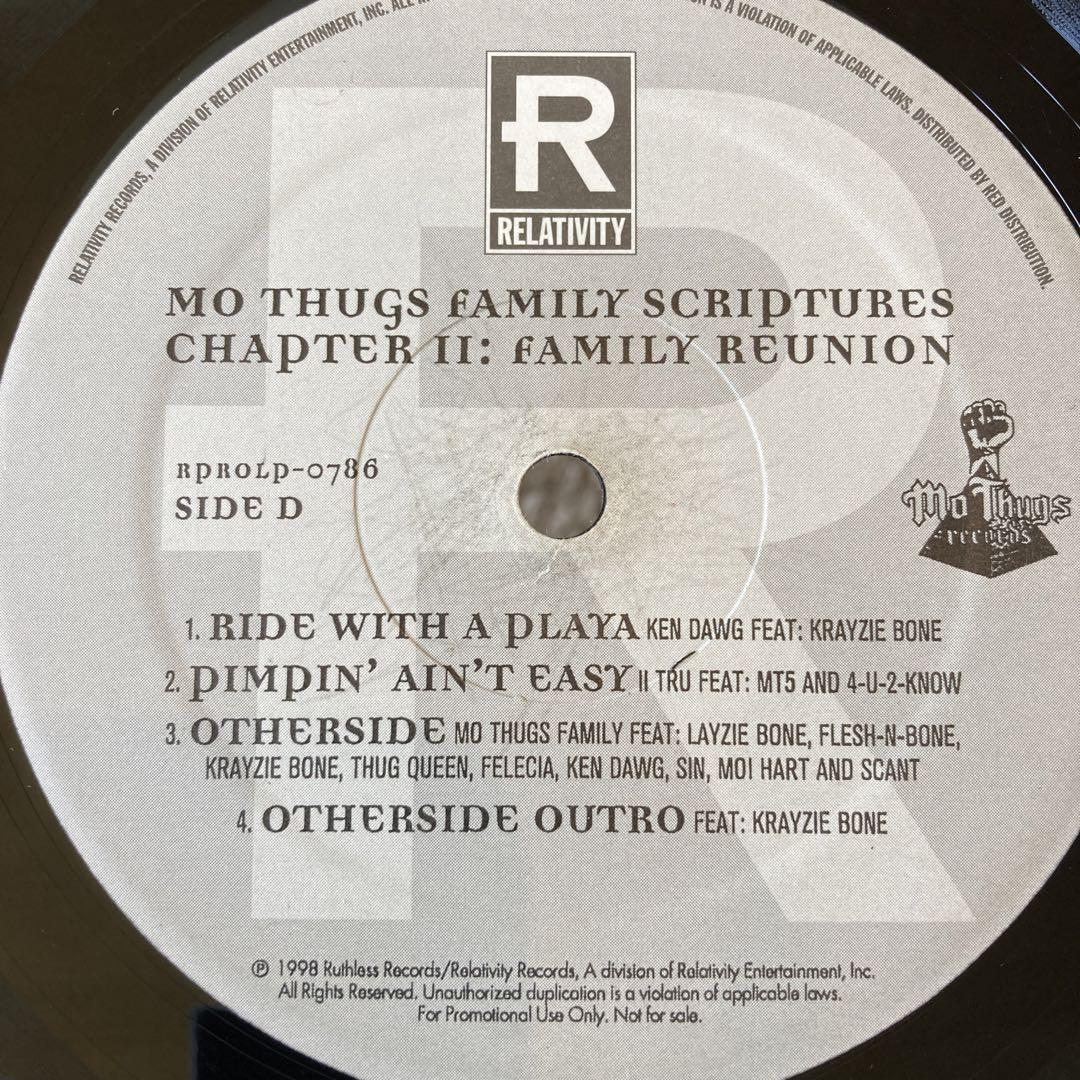 RELATIVITY RECORDS, A DIVISION OF RELATIVITY ENTERTAINMENT, INC. ALL
IS A VIOLATION OF APPLICABLE LAWS. DISTRIBUTED BY RED DISTRIBUTION.
R
RELATIVITY
MO THUGS FAMILY SCRIPTURES
CHAPTER II: FAMILY REUNION
RPROLP-0786
SIDE D
Mo Thugs
records
1. RIDE WITH A PLAYA KEN DAWG FEAT: KRAYZIE BONE
2. PIMPIN' AIN'T EASY II TRU FEAT: MT5 AND 4-U-2-KNOW
3. OTHERSIDE MO THUGS FAMILY FEAT: LAYZIE BONE, FLESH-N-BONE,
KRAYZIE BONE, THUG QUEEN, FELECIA, KEN DAWG, SIN, MOI HART AND SCANT
4. OTHERSIDE OUTRO FEAT: KRAYZIE BONE
℗ 1998 Ruthless Records/Relativity Records, A division of Relativity Entertainment, Inc.
All Rights Reserved. Unauthorized duplication is a violation of applicable laws.
For Promotional Use Only. Not for sale.